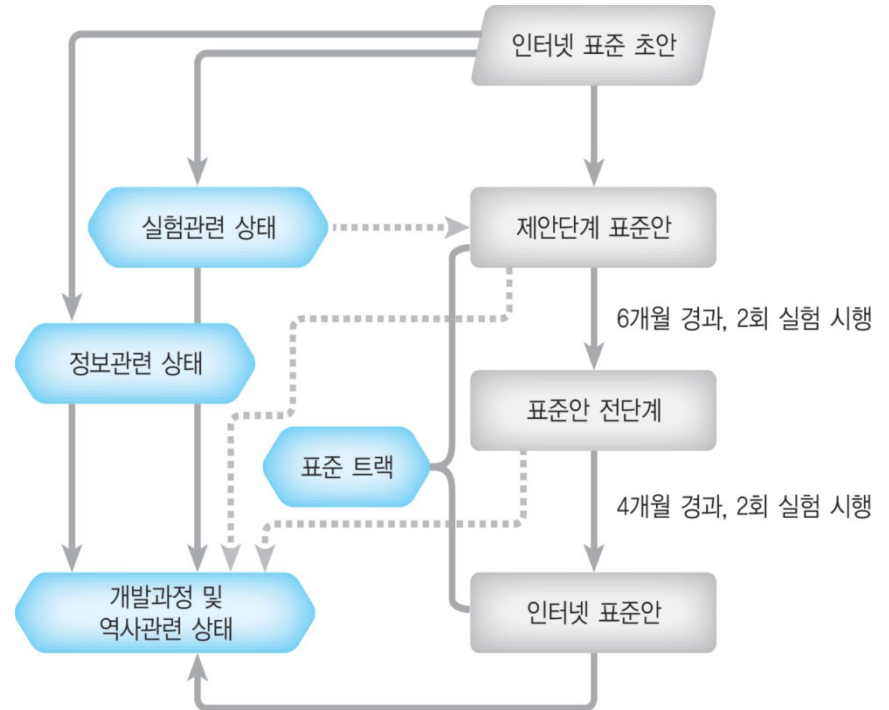 인터넷 표준 초안
실험관련 상태
제안단계 표준안
6개월 경과, 2회 실험 시행
정보관련 상태
표준안 전단계
표준 트랙
4개월 경과, 2회 실험 시행
개발과정 및
역사관련 상태
인터넷 표준안